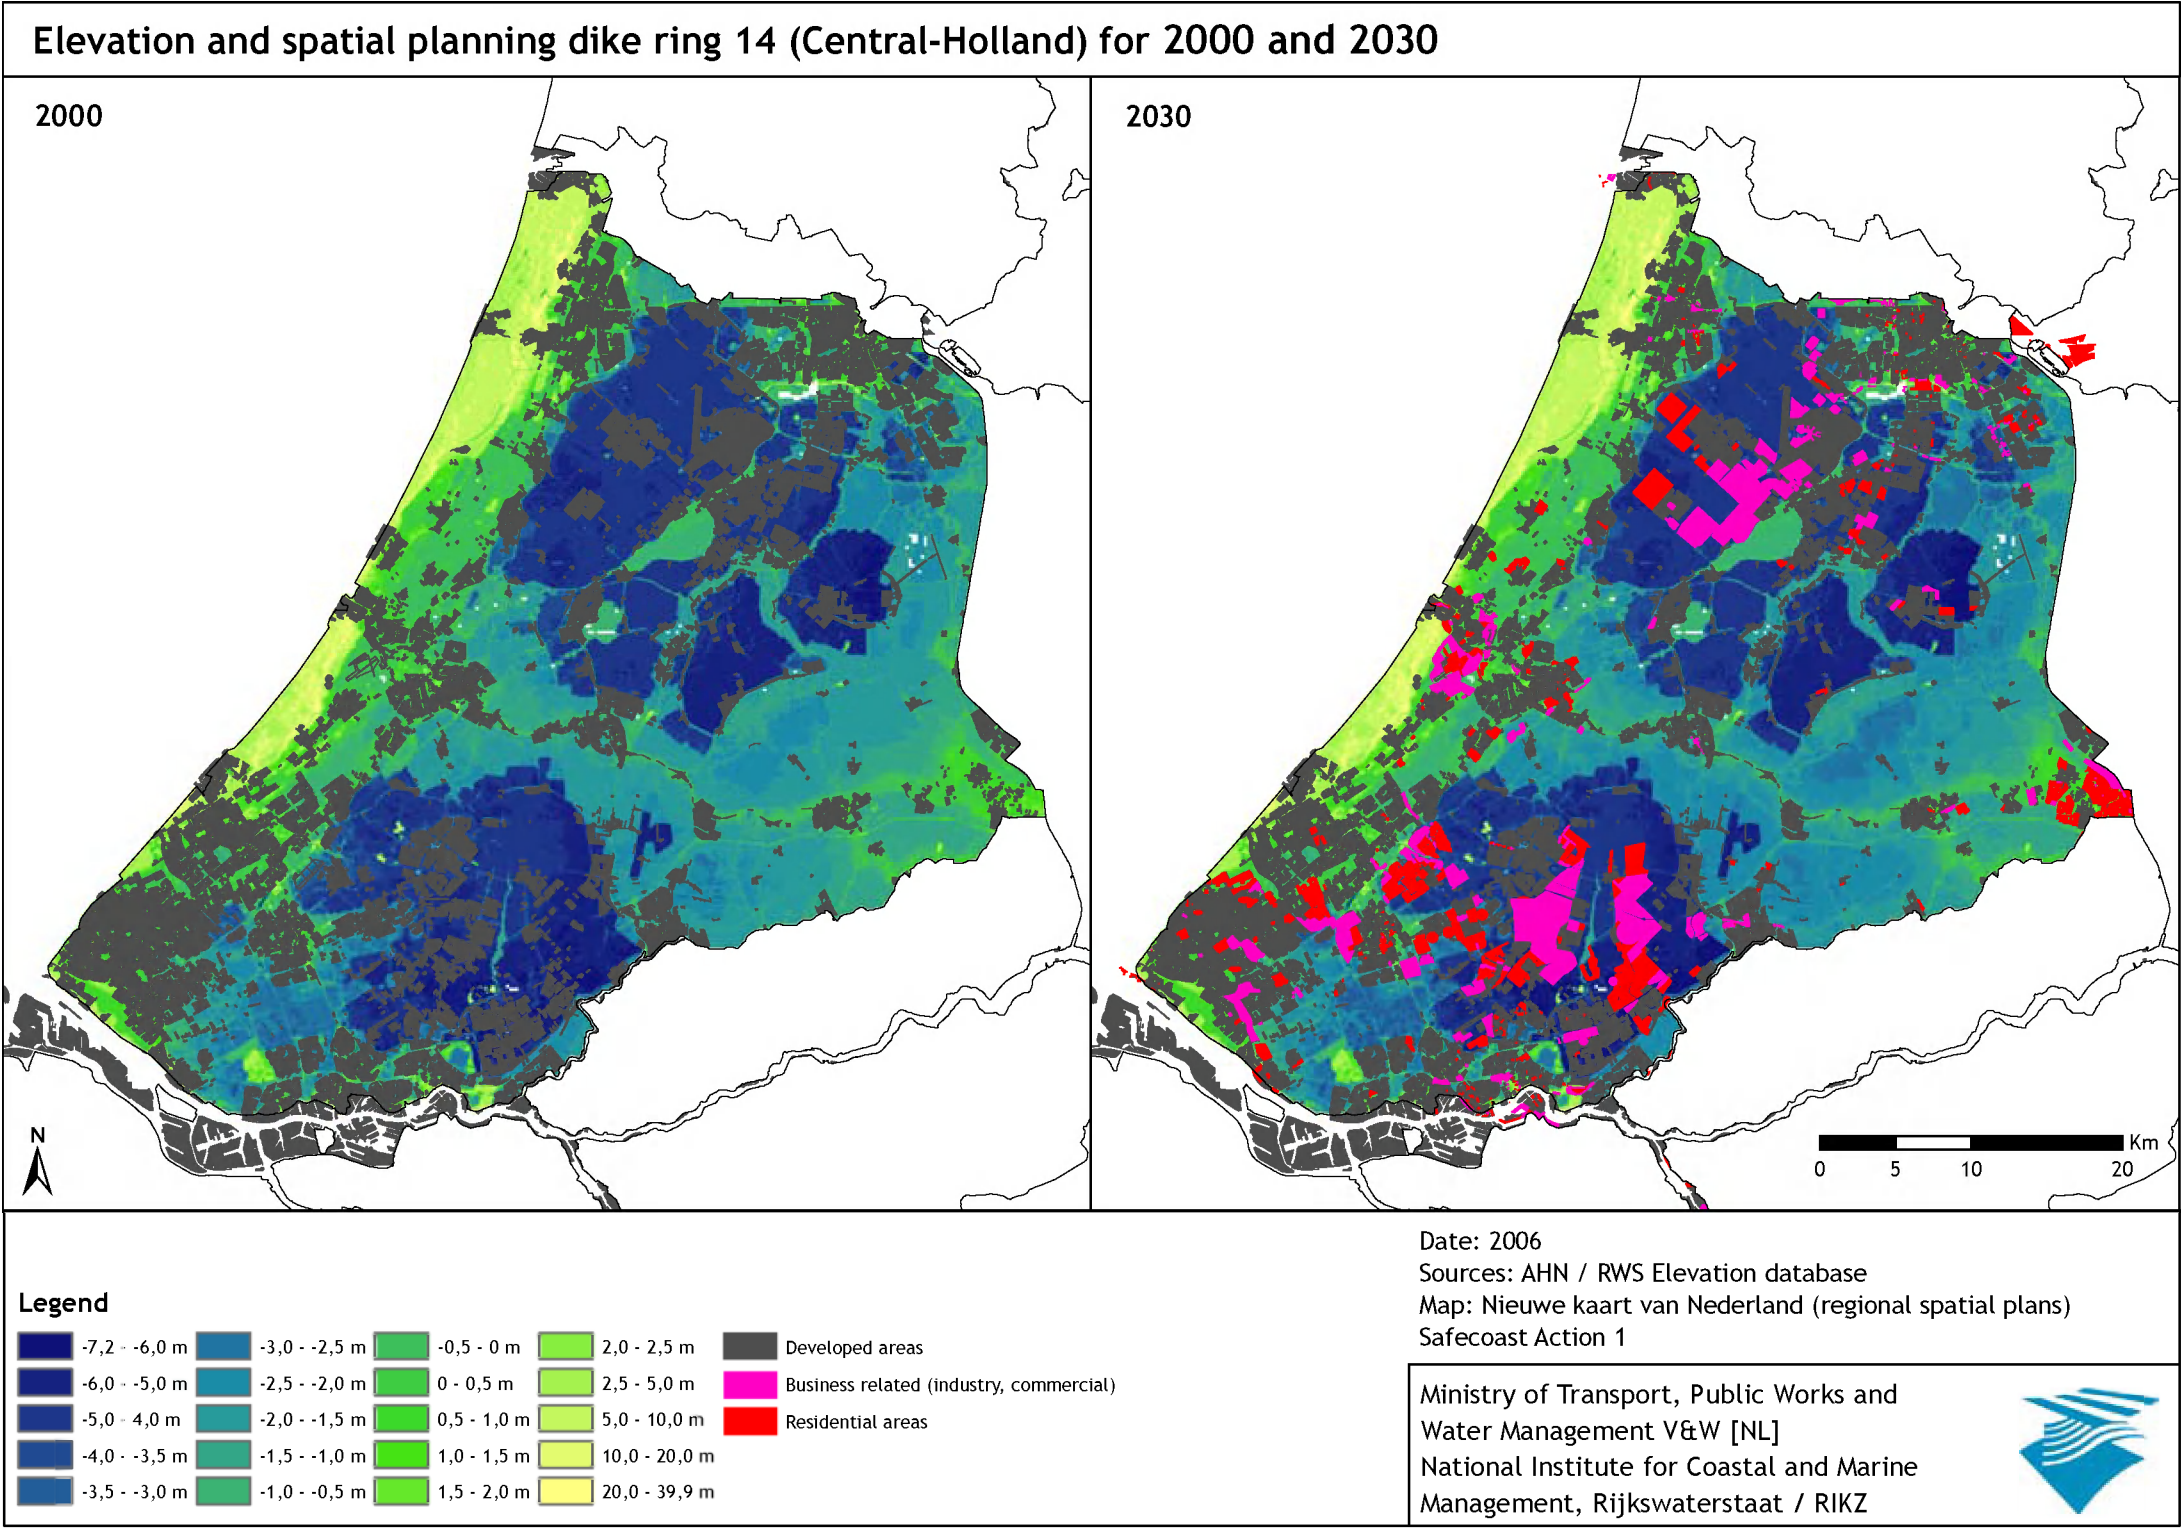 Elevation and spatial planning dike ring 14 (Central-Holland) for 2000 and 2030
2000
2030
N
Km
0 5 10 20
Legend
-7,2 - -6,0 m
-6,0 - -5,0 m
-5,0 4,0 m
-4,0 - -3,5 m
-3,5 - -3,0 m
-3,0 - -2,5 m
-2,5 - -2,0 m
-2,0 - -1,5 m
-1,5 - -1,0 m
-1,0 - -0,5 m
-0,5 - 0 m
0 - 0,5 m
0,5 - 1,0 m
1,0 - 1,5 m
1,5 - 2,0 m
2,0 - 2,5 m
2,5 - 5,0 m
5,0 - 10,0 m
10,0 - 20,0 m
20,0 - 39,9 m
Developed areas
Business related (industry, commercial)
Residential areas
Date: 2006
Sources: AHN / RWS Elevation database
Map: Nieuwe kaart van Nederland (regional spatial plans)
Safecoast Action 1
Ministry of Transport, Public Works and
Water Management V&W [NL]
National Institute for Coastal and Marine
Management, Rijkswaterstaat / RIKZ